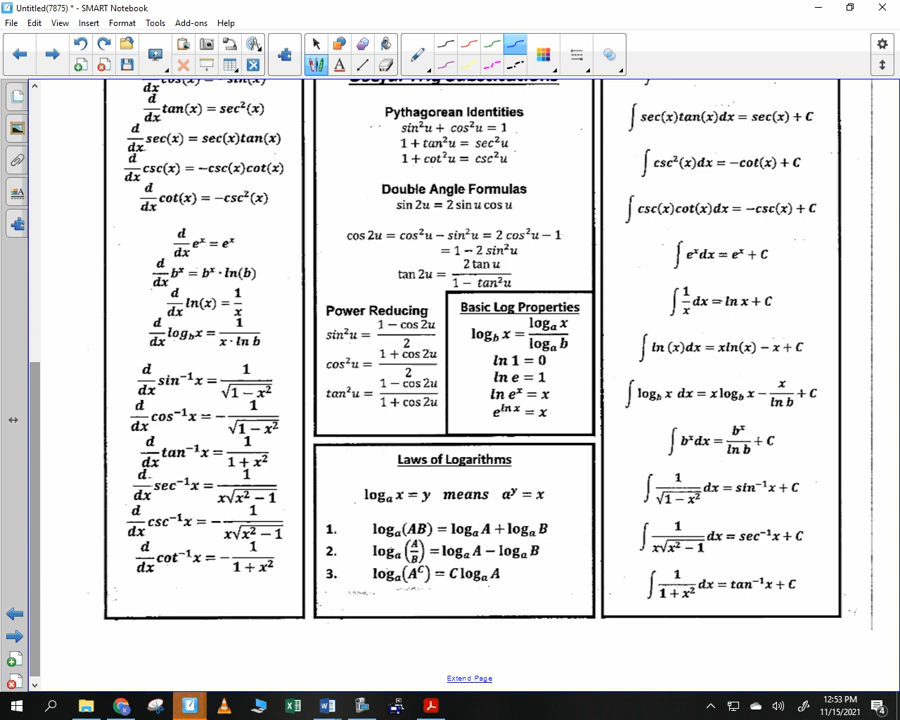 Untitled(7875) * - SMART Notebook
File Edit View Insert Format Tools Add-ons Help
d/dx tan(x) = sec²(x)
d/dx sec(x) = sec(x)tan(x)
d/dx csc(x) = −csc(x)cot(x)
d/dx cot(x) = −csc²(x)
d/dx eˣ = eˣ
d/dx bˣ = bˣ · ln(b)
d/dx ln(x) = 1/x
d/dx log_b x = 1/(x · ln b)
d/dx sin⁻¹x = 1/√(1 − x²)
d/dx cos⁻¹x = − 1/√(1 − x²)
d/dx tan⁻¹x = 1/(1 + x²)
d/dx sec⁻¹x = 1/(x√(x² − 1))
d/dx csc⁻¹x = − 1/(x√(x² − 1))
d/dx cot⁻¹x = − 1/(1 + x²)
Pythagorean Identities
sin²u + cos²u = 1
1 + tan²u = sec²u
1 + cot²u = csc²u
Double Angle Formulas
sin 2u = 2 sin u cos u
cos 2u = cos²u − sin²u = 2 cos²u − 1
= 1 − 2 sin²u
tan 2u = 2 tan u/(1 − tan²u)
Power Reducing
sin²u = (1 − cos 2u)/2
cos²u = (1 + cos 2u)/2
tan²u = (1 − cos 2u)/(1 + cos 2u)
Basic Log Properties
log_b x = log_a x/log_a b
ln 1 = 0
ln e = 1
ln eˣ = x
e^(ln x) = x
Laws of Logarithms
log_a x = y means aʸ = x
1. log_a(AB) = log_a A + log_a B
2. log_a(A/B) = log_a A − log_a B
3. log_a(A^C) = C log_a A
∫ sec(x)tan(x)dx = sec(x) + C
∫ csc²(x)dx = −cot(x) + C
∫ csc(x)cot(x)dx = −csc(x) + C
∫ eˣdx = eˣ + C
∫ 1/x dx = ln x + C
∫ ln (x)dx = xln(x) − x + C
∫ log_b x dx = x log_b x − x/ln b + C
∫ bˣdx = bˣ/ln b + C
∫ 1/√(1 − x²) dx = sin⁻¹x + C
∫ 1/(x√(x² − 1)) dx = sec⁻¹x + C
∫ 1/(1 + x²) dx = tan⁻¹x + C
Extend Page
12:53 PM
11/15/2021
4